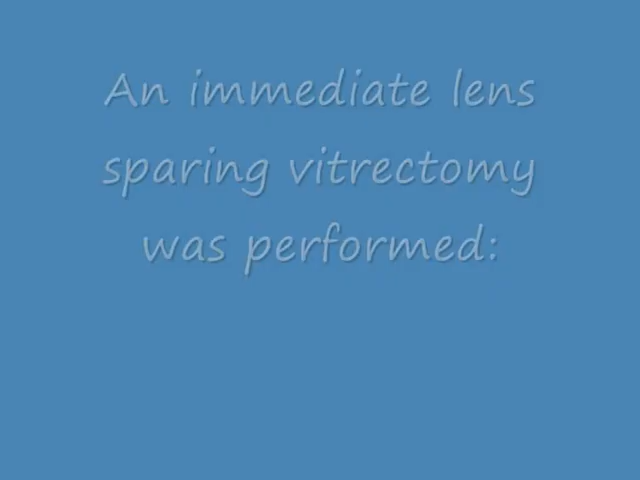 An immediate lens
sparing vitrectomy
was performed: